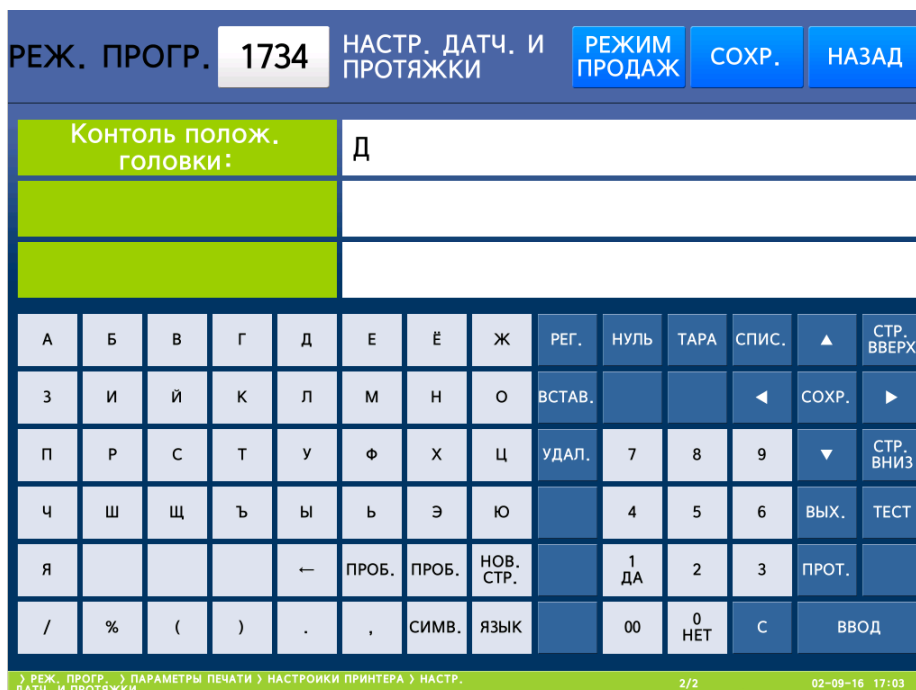 РЕЖ. ПРОГР. 1734 НАСТР. ДАТЧ. И ПРОТЯЖКИ РЕЖИМ ПРОДАЖ СОХР. НАЗАД
Контоль полож.
головки: Д
А Б В Г Д Е Ё Ж РЕГ. НУЛЬ ТАРА СПИС. ▲ СТР. ВВЕРХ
З И Й К Л М Н О ВСТАВ. ◀ СОХР. ▶
П Р С Т У Ф Х Ц УДАЛ. 7 8 9 ▼ СТР. ВНИЗ
Ч Ш Щ Ъ Ы Ь Э Ю 4 5 6 ВЫХ. ТЕСТ
Я ← ПРОБ. ПРОБ. НОВ. СТР. 1 ДА 2 3 ПРОТ.
/ % ( ) . , СИМВ. ЯЗЫК 00 0 НЕТ С ВВОД
〉РЕЖ. ПРОГР. 〉ПАРАМЕТРЫ ПЕЧАТИ 〉НАСТРОИКИ ПРИНТЕРА 〉НАСТР.
ДАТЧ. И ПРОТЯЖКИ 2/2 02-09-16 17:03